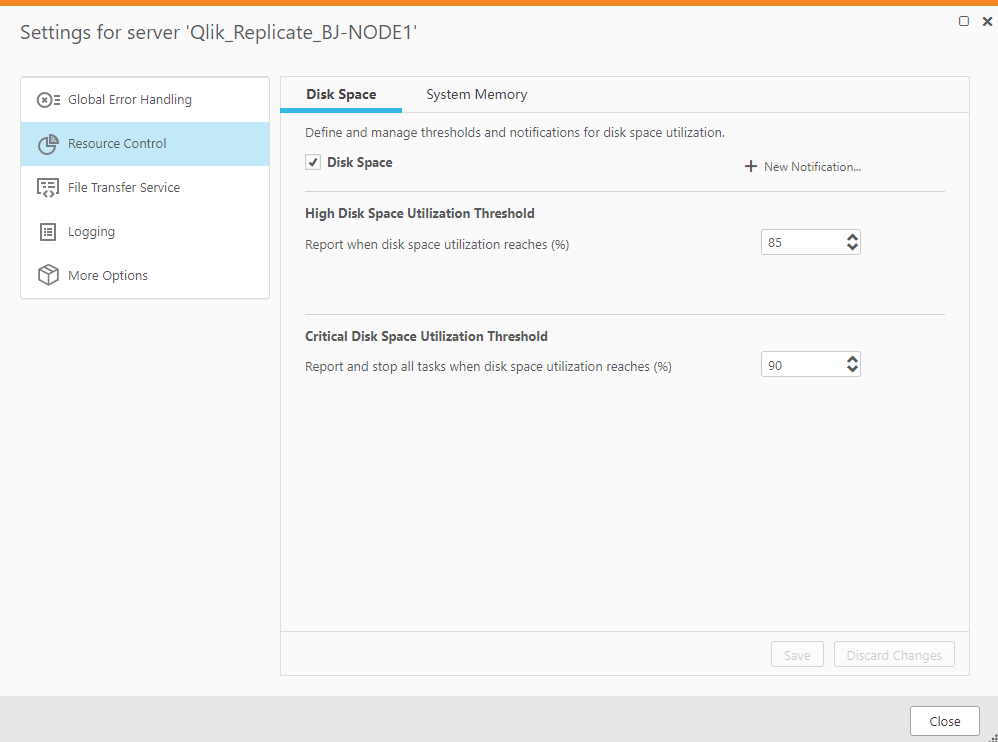 Settings for server 'Qlik_Replicate_BJ-NODE1'
Global Error Handling
Resource Control
File Transfer Service
Logging
More Options
Disk Space
System Memory
Define and manage thresholds and notifications for disk space utilization.
Disk Space
New Notification...
High Disk Space Utilization Threshold
Report when disk space utilization reaches (%)
85
Critical Disk Space Utilization Threshold
Report and stop all tasks when disk space utilization reaches (%)
90
Save
Discard Changes
Close